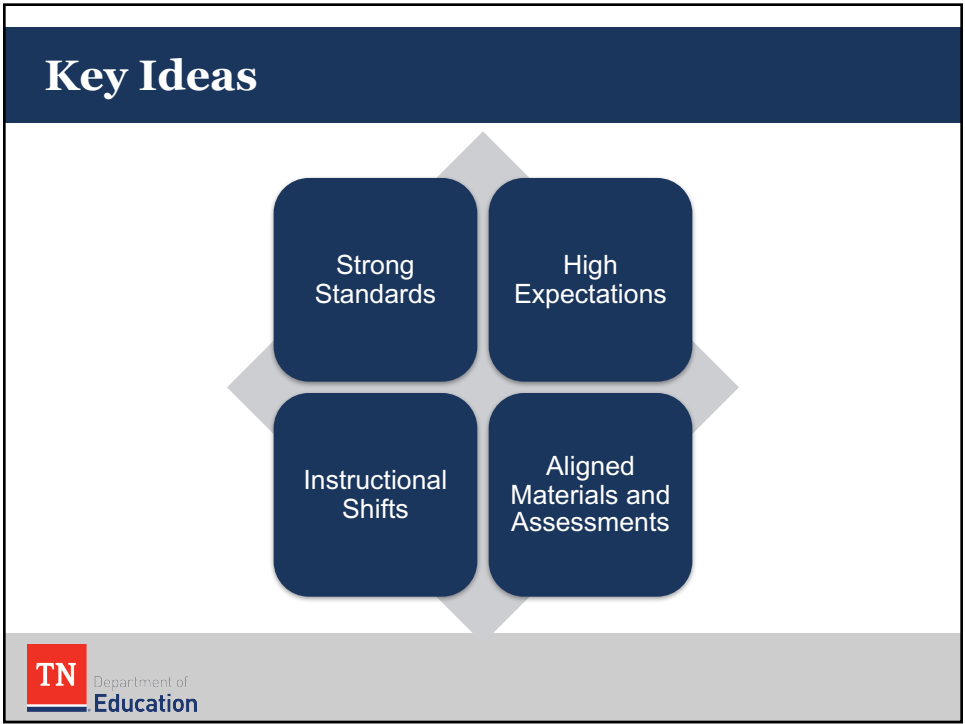 Key Ideas
Strong
Standards
High
Expectations
Instructional
Shifts
Aligned
Materials and
Assessments
TN
Department of
Education